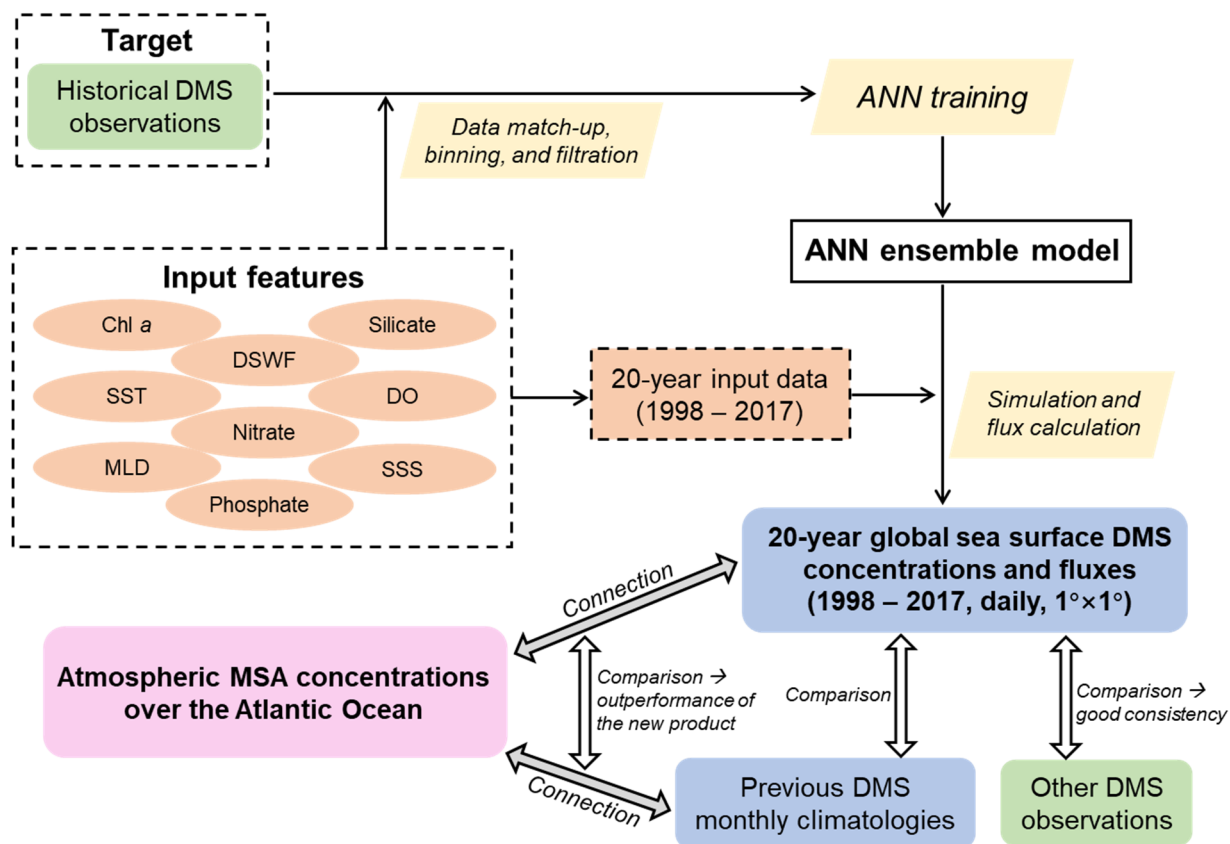 Target
Historical DMS
observations
ANN training
Data match-up,
binning, and filtration
ANN ensemble model
Input features
Chl a
Silicate
DSWF
SST
DO
Nitrate
MLD
SSS
Phosphate
20-year input data
(1998 – 2017)
Simulation and
flux calculation
20-year global sea surface DMS
concentrations and fluxes
(1998 – 2017, daily, 1°×1°)
Connection
Atmospheric MSA concentrations
over the Atlantic Ocean
Comparison →
outperformance of
the new product
Comparison
Comparison →
good consistency
Connection
Previous DMS
monthly climatologies
Other DMS
observations